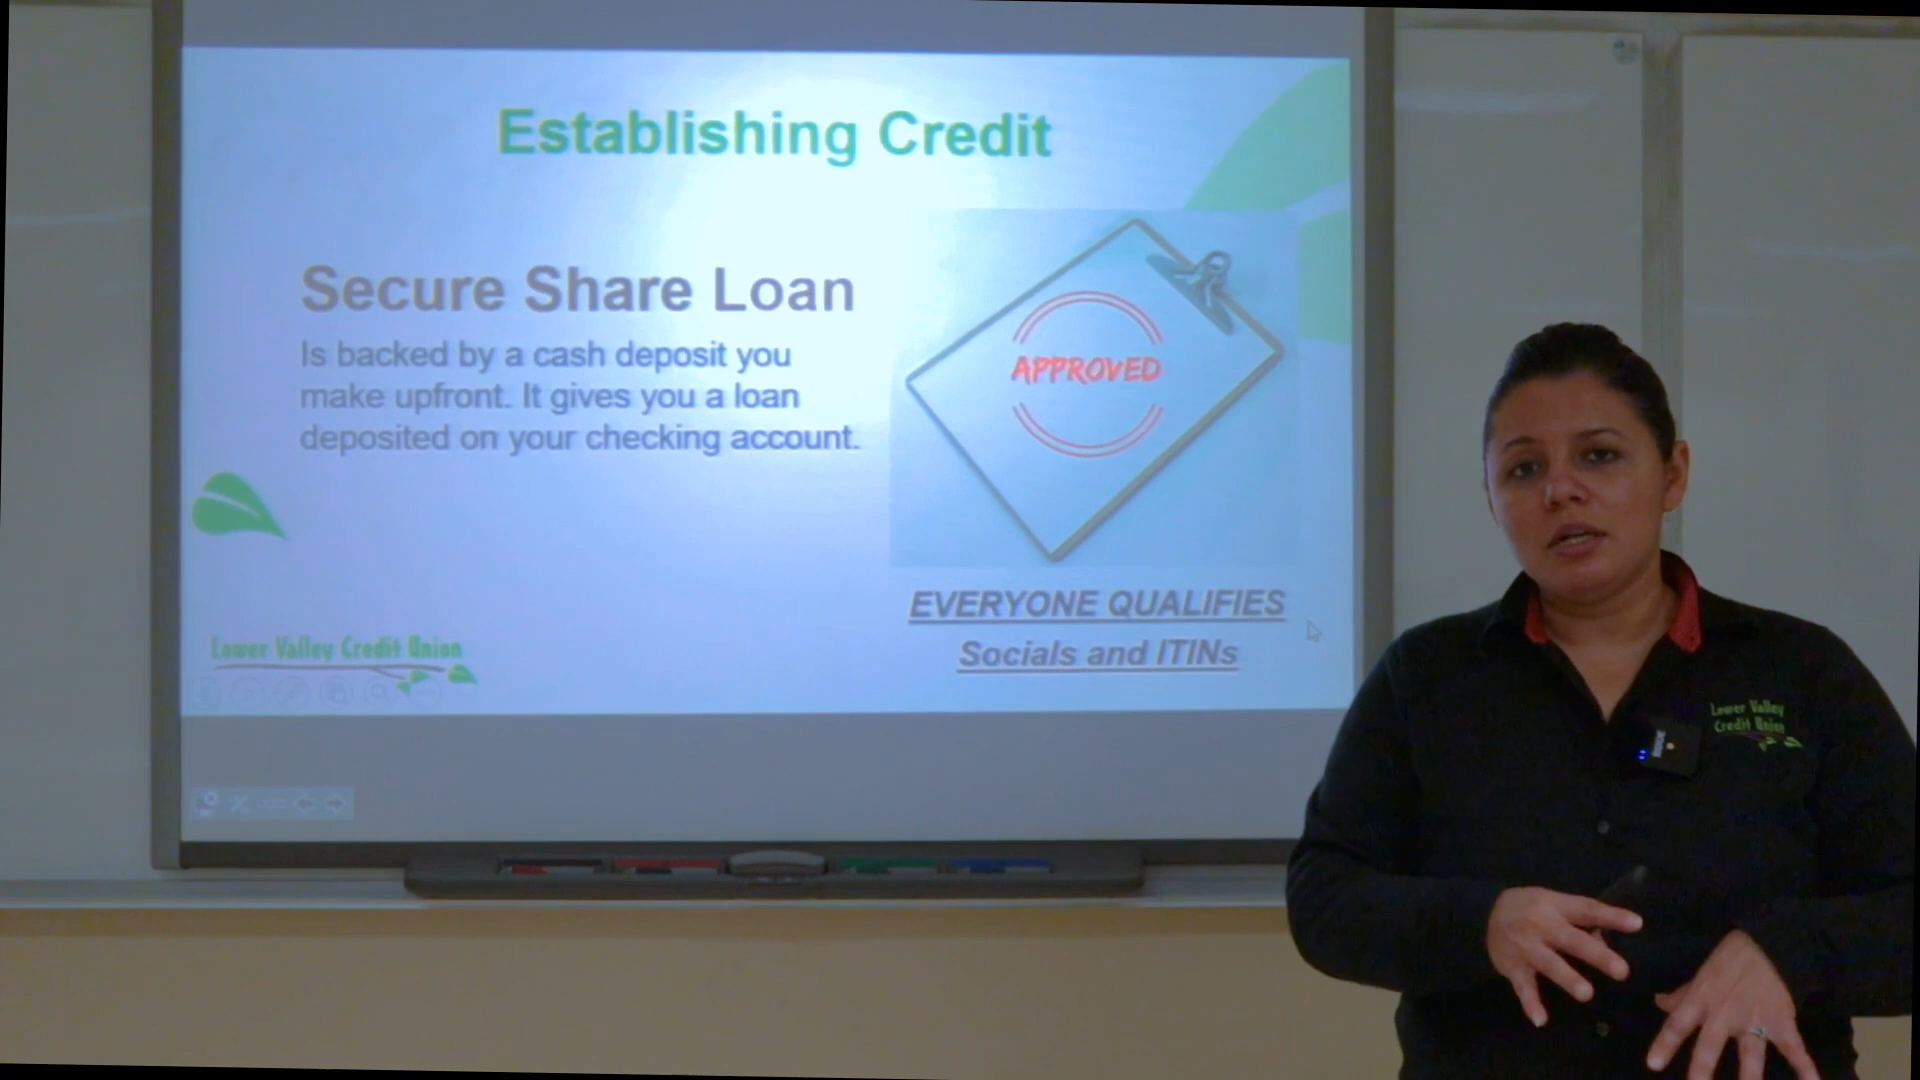 Establishing Credit
Secure Share Loan
Is backed by a cash deposit you
make upfront. It gives you a loan
deposited on your checking account.
APPROVED
EVERYONE QUALIFIES
Socials and ITINs
Lower Valley Credit Union
Lower Valley
Credit Union